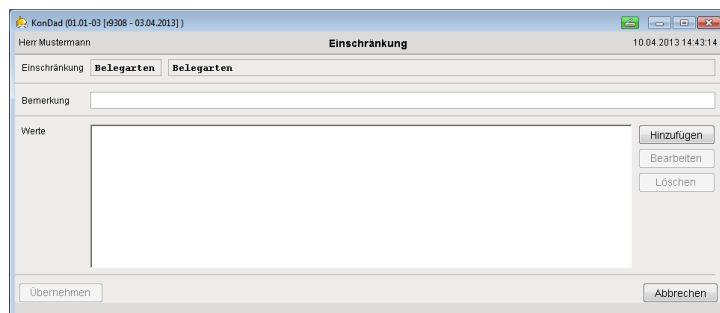 KonDad (01.01-03 [r9308 - 03.04.2013] )
Herr Mustermann Einschränkung 10.04.2013 14:43:14
Einschränkung Belegarten Belegarten
Bemerkung
Werte Hinzufügen
Bearbeiten
Löschen
Übernehmen Abbrechen